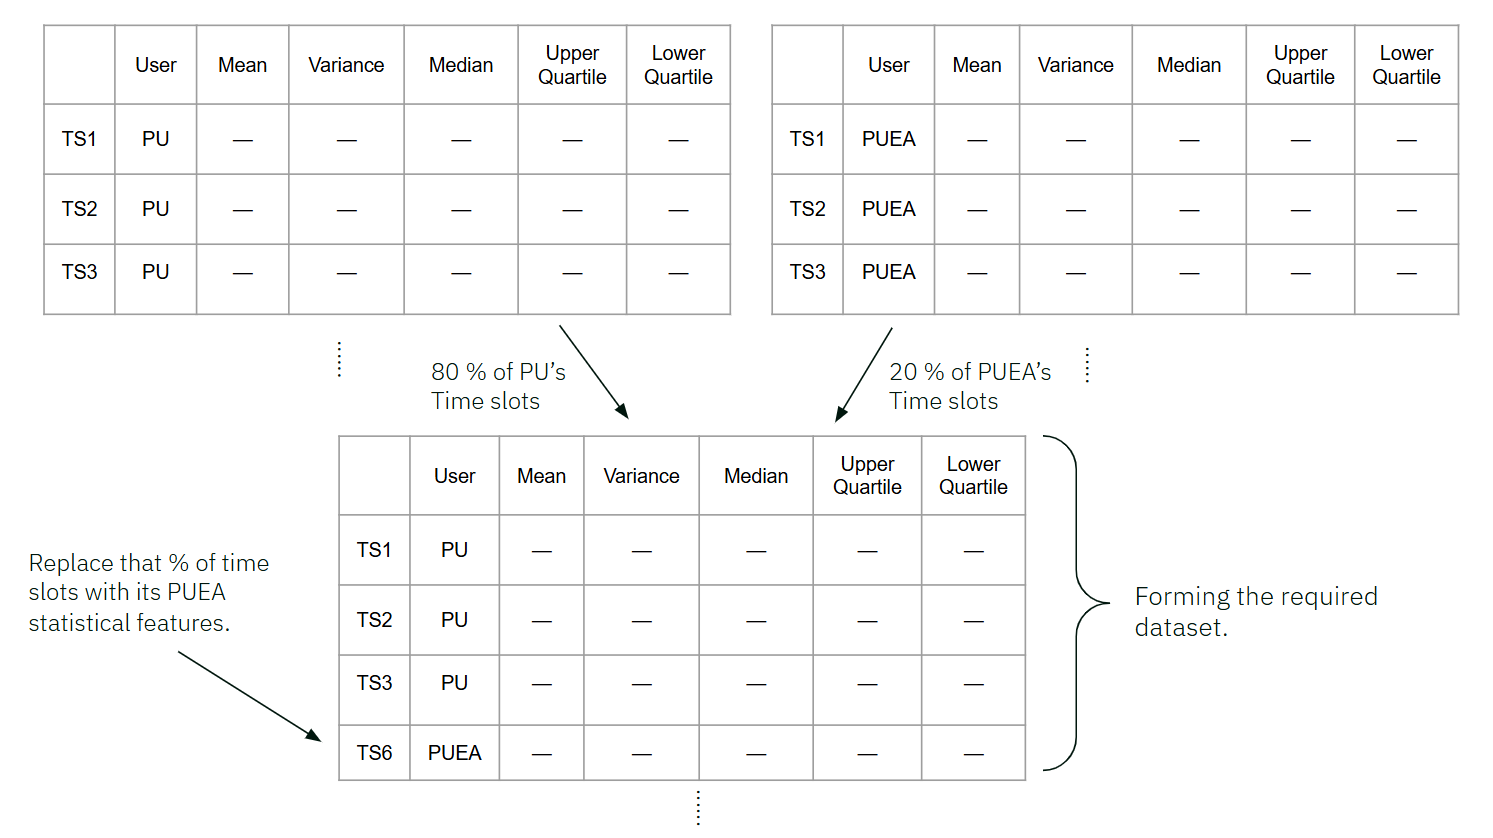 User Mean Variance Median Upper Quartile Lower Quartile
TS1 PU — — — — —
TS2 PU — — — — —
TS3 PU — — — — —
User Mean Variance Median Upper Quartile Lower Quartile
TS1 PUEA — — — — —
TS2 PUEA — — — — —
TS3 PUEA — — — — —
80 % of PU’s
Time slots
20 % of PUEA’s
Time slots
User Mean Variance Median Upper Quartile Lower Quartile
TS1 PU — — — — —
TS2 PU — — — — —
TS3 PU — — — — —
TS6 PUEA — — — — —
Replace that % of time
slots with its PUEA
statistical features.
Forming the required
dataset.